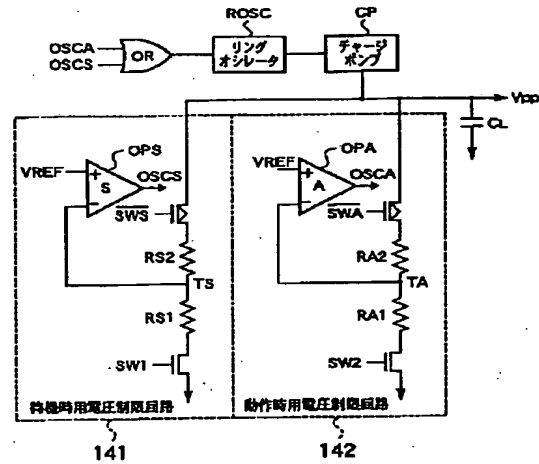 ROSC
CP
OSCA
OSCS
OR
リング
オシレータ
チャージ
ポンプ
Vpp
CL
OPS
VREF
S
OSCS
SWS
RS2
TS
RS1
SW1
待機時用電圧制限回路
141
OPA
VREF
A
OSCA
SWA
RA2
TA
RA1
SW2
動作時用電圧制限回路
142